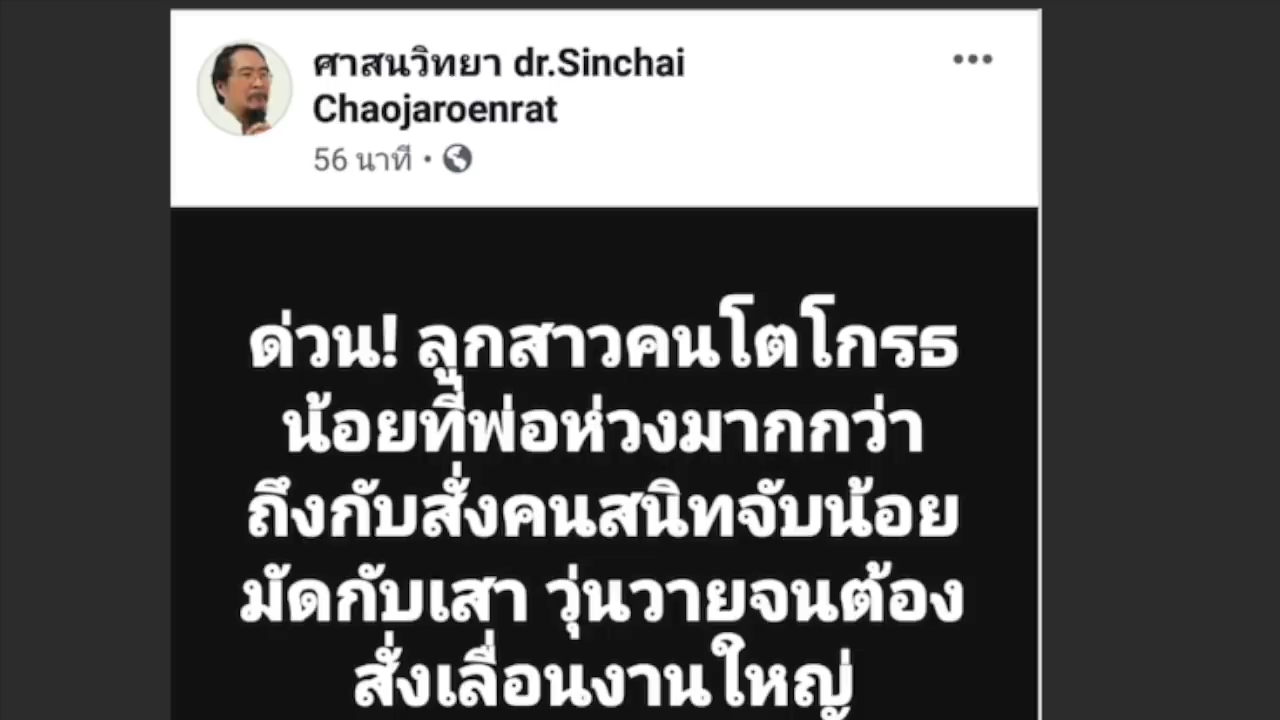 ศาสนวิทยา dr.Sinchai
Chaojaroenrat
56 นาที ·
ด่วน! ลูกสาวคนโตโกรธ
น้อยที่พ่อห่วงมากกว่า
ถึงกับสั่งคนสนิทจับน้อย
มัดกับเสา วุ่นวายจนต้อง
สั่งเลื่อนงานใหญ่